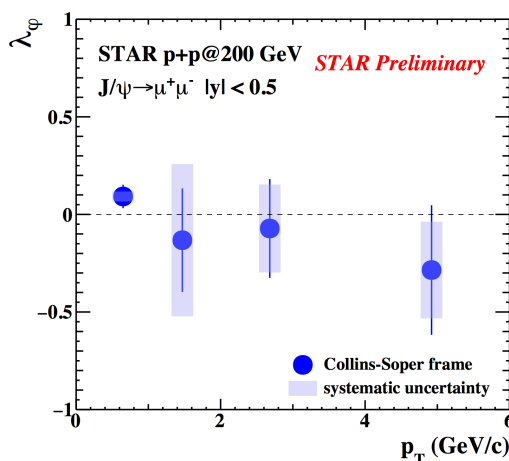 λφ
STAR p+p@200 GeV
STAR Preliminary
J/ψ→μ+μ- |y| < 0.5
1
0.5
0
−0.5
−1
Collins-Soper frame
systematic uncertainty
0
2
4
6
pT (GeV/c)